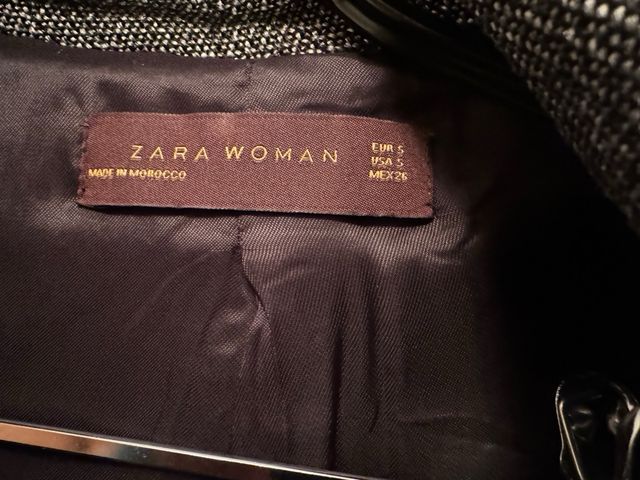 ZARA WOMAN
MADE IN MOROCCO
EUR S
USA S
MEX 26